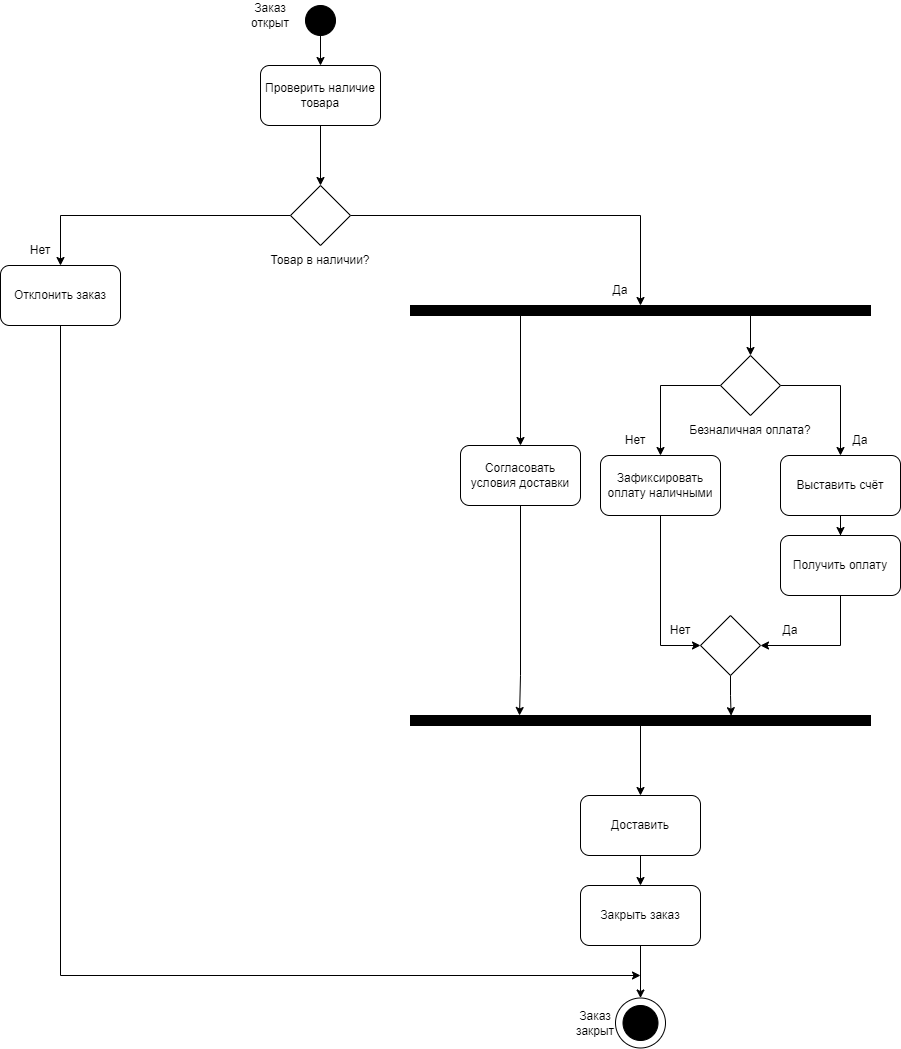 Заказ
открыт
Проверить наличие
товара
Товар в наличии?
Нет
Отклонить заказ
Да
Безналичная оплата?
Нет
Да
Согласовать
условия доставки
Зафиксировать
оплату наличными
Выставить счёт
Получить оплату
Нет
Да
Доставить
Закрыть заказ
Заказ
закрыт